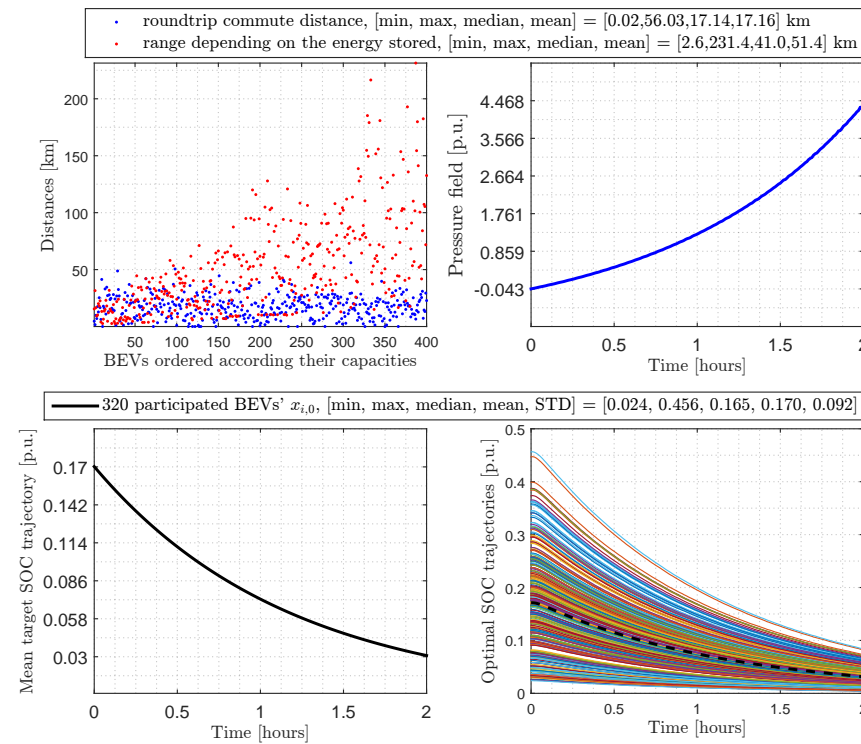 roundtrip commute distance, [min, max, median, mean] = [0.02,56.03,17.14,17.16] km
range depending on the energy stored, [min, max, median, mean] = [2.6,231.4,41.0,51.4] km
Distances [km]
200
150
100
50
50 100 150 200 250 300 350 400
BEVs ordered according their capacities
Pressure field [p.u.]
4.468
3.566
2.664
1.761
0.859
-0.043
0 0.5 1 1.5 2
Time [hours]
320 participated BEVs' x_{i,0}, [min, max, median, mean, STD] = [0.024, 0.456, 0.165, 0.170, 0.092]
Mean target SOC trajectory [p.u.]
0.17
0.142
0.114
0.086
0.058
0.03
0 0.5 1 1.5 2
Time [hours]
Optimal SOC trajectories [p.u.]
0.5
0.4
0.3
0.2
0.1
0
0 0.5 1 1.5 2
Time [hours]